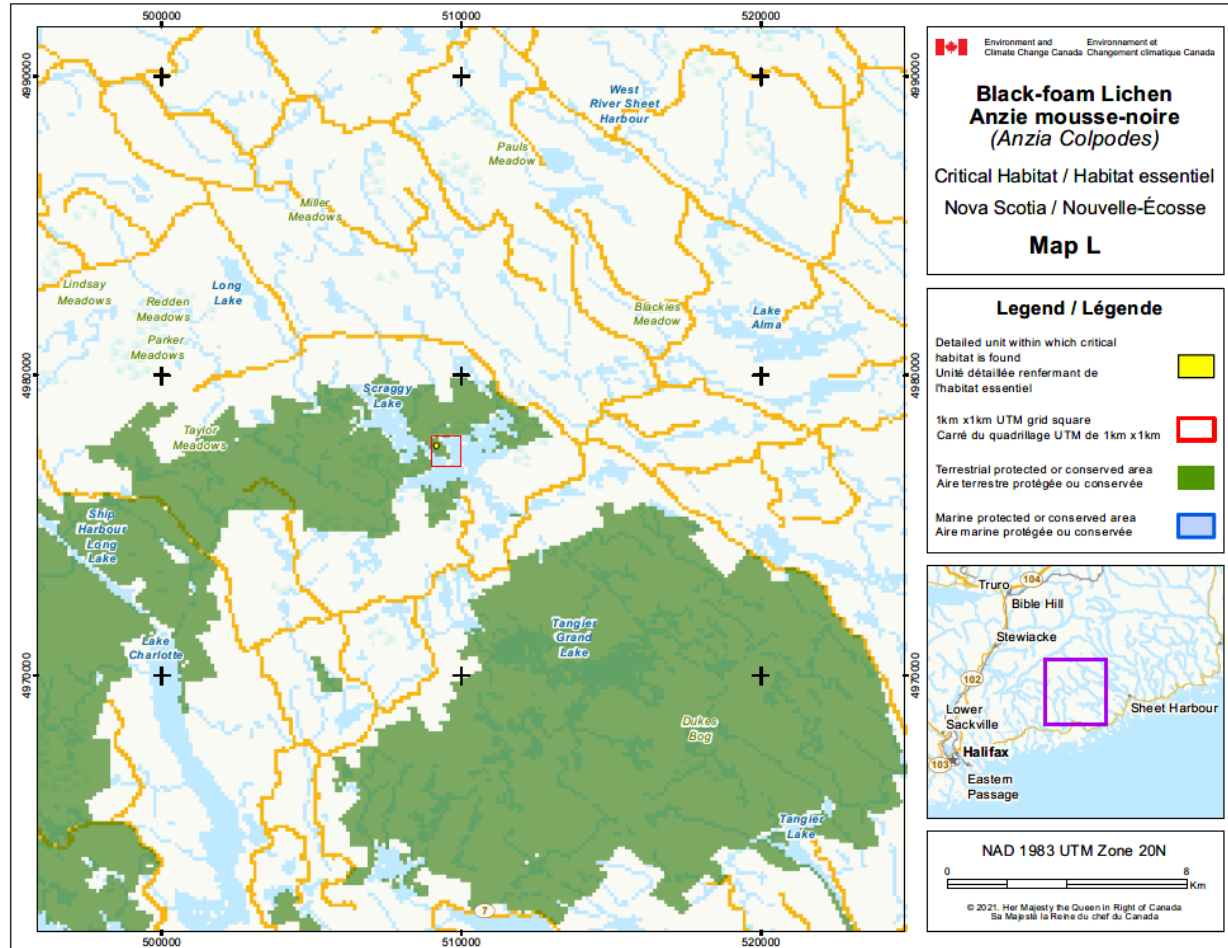 500000
510000
520000
4990000
4990000
West
River Sheet
Harbour
Pauls
Meadow
Miller
Meadows
Lindsay
Meadows
Redden
Meadows
Parker
Meadows
Long
Lake
Blackies
Meadow
Lake
Alma
4980000
4980000
Scraggy
Lake
Taylor
Meadows
Ship
Harbour
Long
Lake
Tangier
Grand
Lake
Lake
Charlotte
4970000
4970000
Dukes
Bog
Tangier
Lake
7
500000
510000
520000
Environment and
Climate Change Canada
Environnement et
Changement climatique Canada
Black-foam Lichen
Anzie mousse-noire
(Anzia Colpodes)
Critical Habitat / Habitat essentiel
Nova Scotia / Nouvelle-Écosse
Map L
Legend / Légende
Detailed unit within which critical
habitat is found
Unité détaillée renfermant de
l'habitat essentiel
1km x1km UTM grid square
Carré du quadrillage UTM de 1km x1km
Terrestrial protected or conserved area
Aire terrestre protégée ou conservée
Marine protected or conserved area
Aire marine protégée ou conservée
Truro
104
Bible Hill
Stewiacke
102
Lower
Sackville
Sheet Harbour
Halifax
103
Eastern
Passage
NAD 1983 UTM Zone 20N
0
8
Km
© 2021. Her Majesty the Queen in Right of Canada
Sa Majesté la Reine du chef du Canada